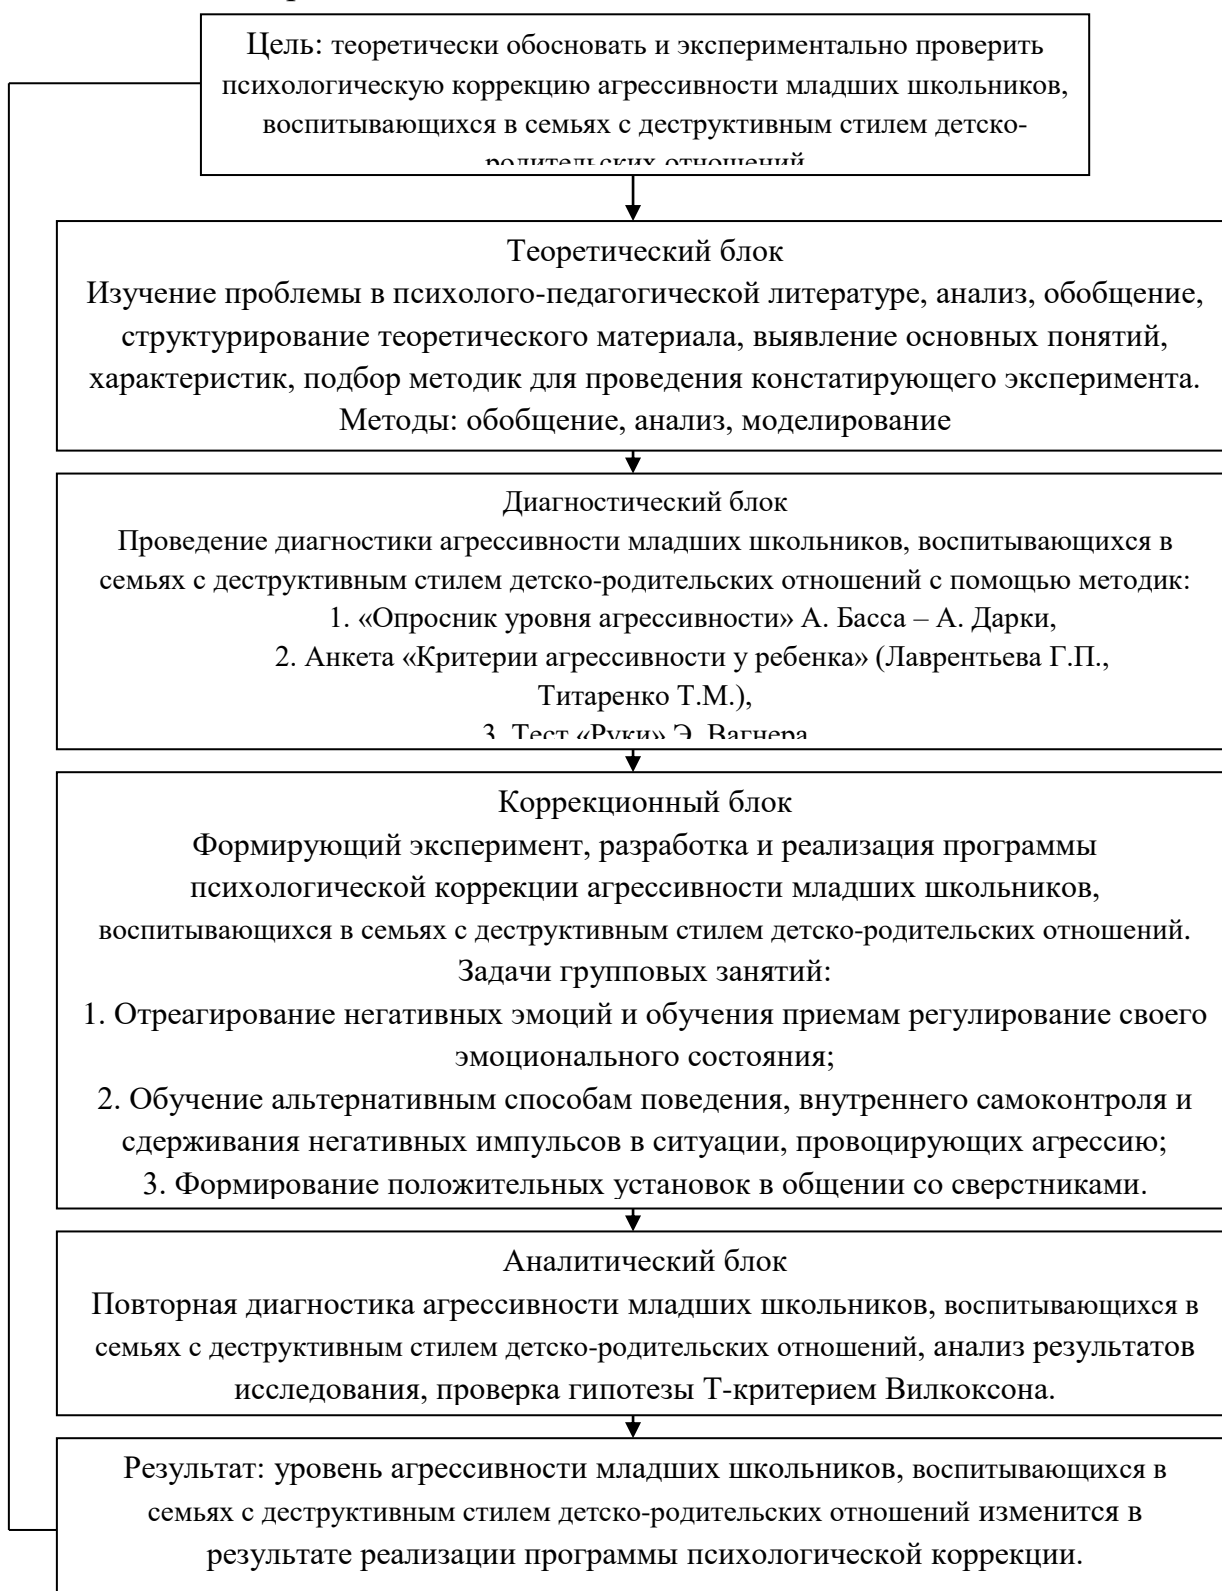 Цель: теоретически обосновать и экспериментально проверить
психологическую коррекцию агрессивности младших школьников,
воспитывающихся в семьях с деструктивным стилем детско-
родительских отношений
Теоретический блок
Изучение проблемы в психолого-педагогической литературе, анализ, обобщение,
структурирование теоретического материала, выявление основных понятий,
характеристик, подбор методик для проведения констатирующего эксперимента.
Методы: обобщение, анализ, моделирование
Диагностический блок
Проведение диагностики агрессивности младших школьников, воспитывающихся в
семьях с деструктивным стилем детско-родительских отношений с помощью методик:
1. «Опросник уровня агрессивности» А. Басса – А. Дарки,
2. Анкета «Критерии агрессивности у ребенка» (Лаврентьева Г.П.,
Титаренко Т.М.),
3. Тест «Руки» Э. Вагнера
Коррекционный блок
Формирующий эксперимент, разработка и реализация программы
психологической коррекции агрессивности младших школьников,
воспитывающихся в семьях с деструктивным стилем детско-родительских отношений.
Задачи групповых занятий:
1. Отреагирование негативных эмоций и обучения приемам регулирование своего
эмоционального состояния;
2. Обучение альтернативным способам поведения, внутреннего самоконтроля и
сдерживания негативных импульсов в ситуации, провоцирующих агрессию;
3. Формирование положительных установок в общении со сверстниками.
Аналитический блок
Повторная диагностика агрессивности младших школьников, воспитывающихся в
семьях с деструктивным стилем детско-родительских отношений, анализ результатов
исследования, проверка гипотезы Т-критерием Вилкоксона.
Результат: уровень агрессивности младших школьников, воспитывающихся в
семьях с деструктивным стилем детско-родительских отношений изменится в
результате реализации программы психологической коррекции.